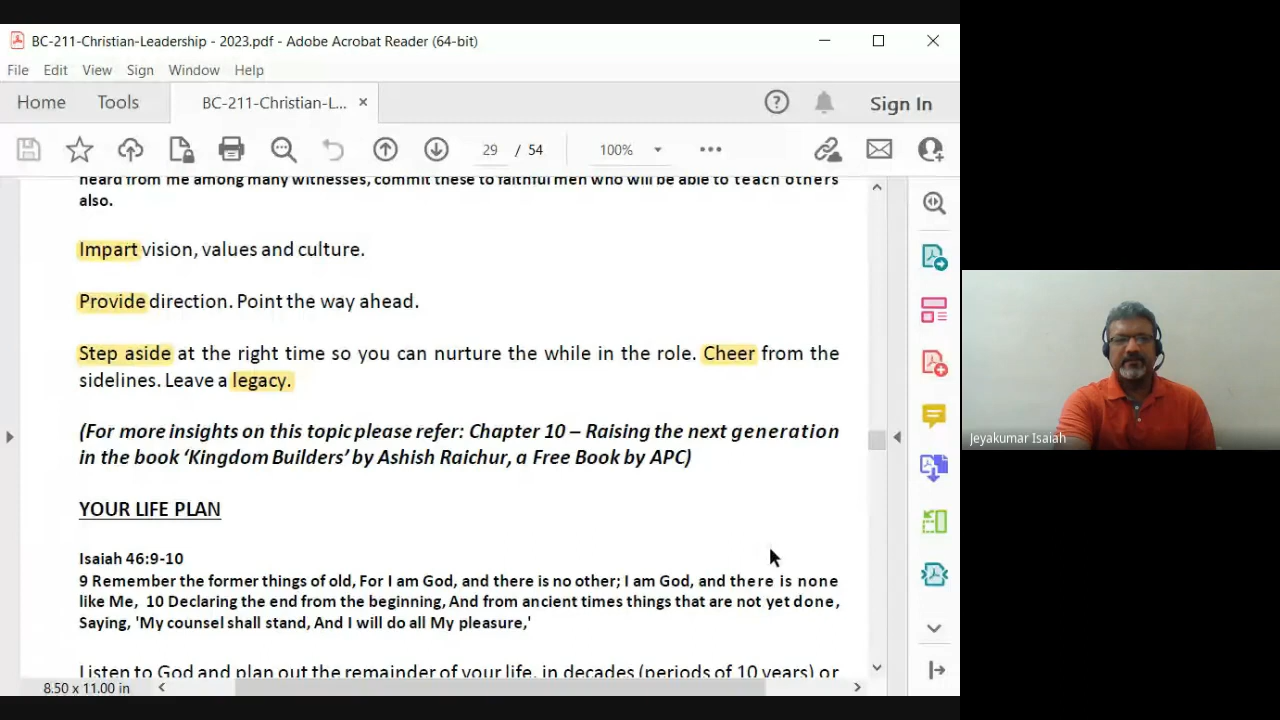 BC-211-Christian-Leadership - 2023.pdf - Adobe Acrobat Reader (64-bit)
File Edit View Sign Window Help
Home Tools BC-211-Christian-L... × Sign In
29 / 54 100%
heard from me among many witnesses, commit these to faithful men who will be able to teach others
also.
Impart vision, values and culture.
Provide direction. Point the way ahead.
Step aside at the right time so you can nurture the while in the role. Cheer from the
sidelines. Leave a legacy.
(For more insights on this topic please refer: Chapter 10 – Raising the next generation
in the book ‘Kingdom Builders’ by Ashish Raichur, a Free Book by APC)
YOUR LIFE PLAN
Isaiah 46:9-10
9 Remember the former things of old, For I am God, and there is no other; I am God, and there is none
like Me, 10 Declaring the end from the beginning, And from ancient times things that are not yet done,
Saying, 'My counsel shall stand, And I will do all My pleasure,'
Listen to God and plan out the remainder of your life, in decades (periods of 10 years) or
8.50 x 11.00 in
Jeyakumar Isaiah